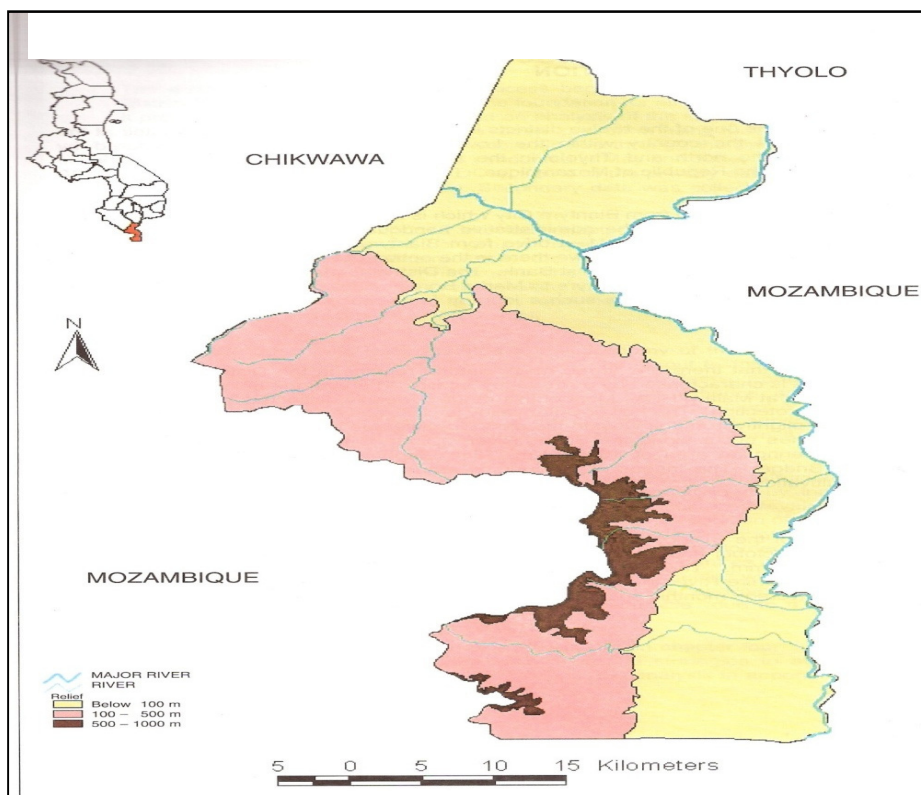 THYOLO
CHIKWAWA
MOZAMBIQUE
N
MOZAMBIQUE
MAJOR RIVER
RIVER
Relief
Below 100 m
100 – 500 m
500 – 1000 m
5 0 5 10 15 Kilometers